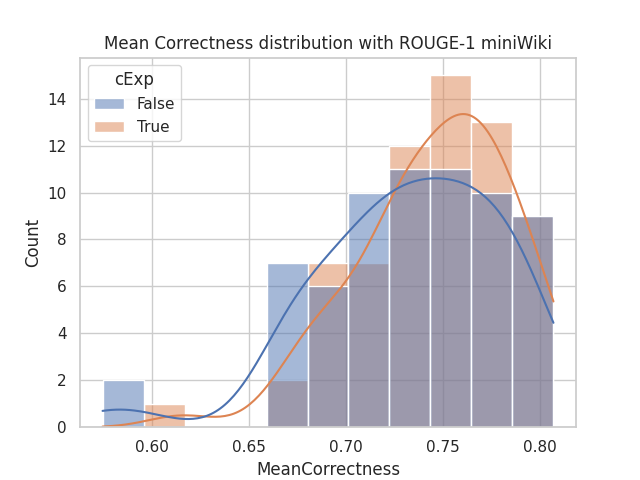 Mean Correctness distribution with ROUGE-1 miniWiki
cExp
False
True
14
12
10
8
6
4
2
0
Count
0.60 0.65 0.70 0.75 0.80
MeanCorrectness